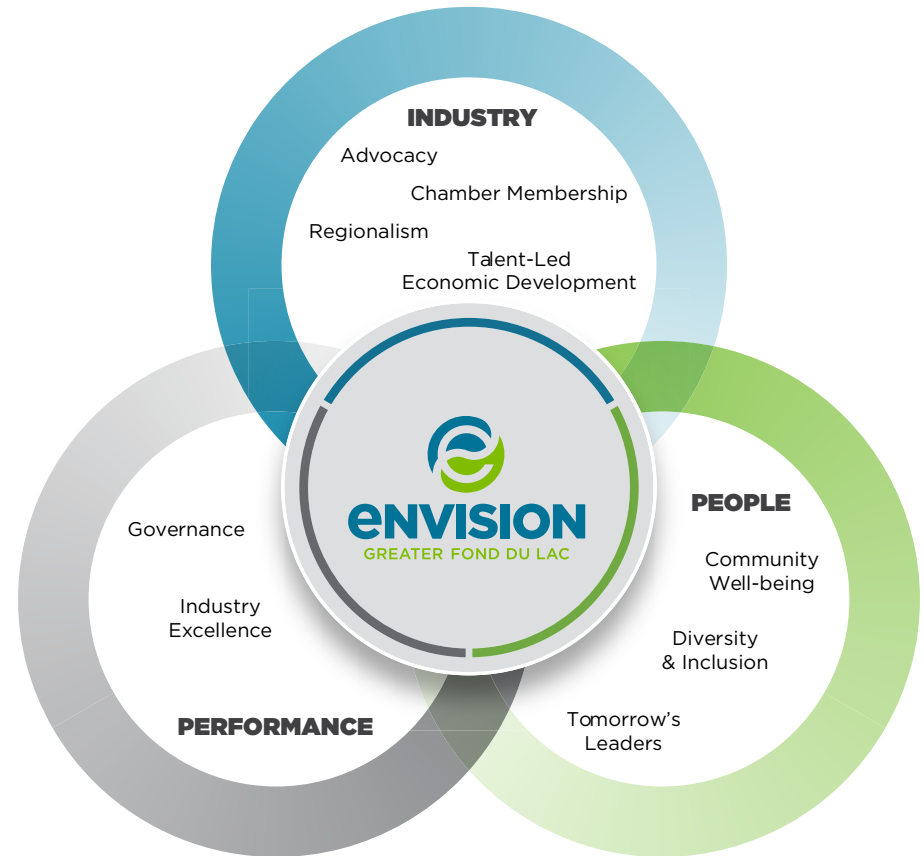 INDUSTRY
Advocacy
Chamber Membership
Regionalism
Talent-Led
Economic Development
eNVISION
GREATER FOND DU LAC
PEOPLE
Community
Well-being
Diversity
& Inclusion
Tomorrow's
Leaders
Governance
Industry
Excellence
PERFORMANCE